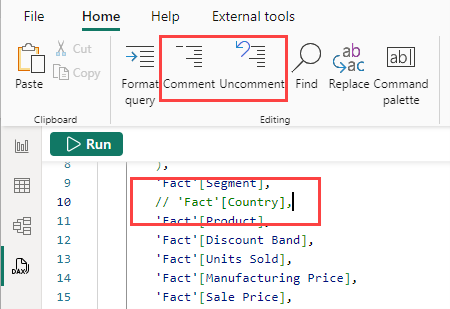 File Home Help External tools
Paste
Cut
Copy
Clipboard
Format query
Comment
Uncomment
Find
Replace
Command palette
Editing
Run
8 ),
9 'Fact'[Segment],
10 // 'Fact'[Country],
11 'Fact'[Product],
12 'Fact'[Discount Band],
13 'Fact'[Units Sold],
14 'Fact'[Manufacturing Price],
15 'Fact'[Sale Price],
DAX